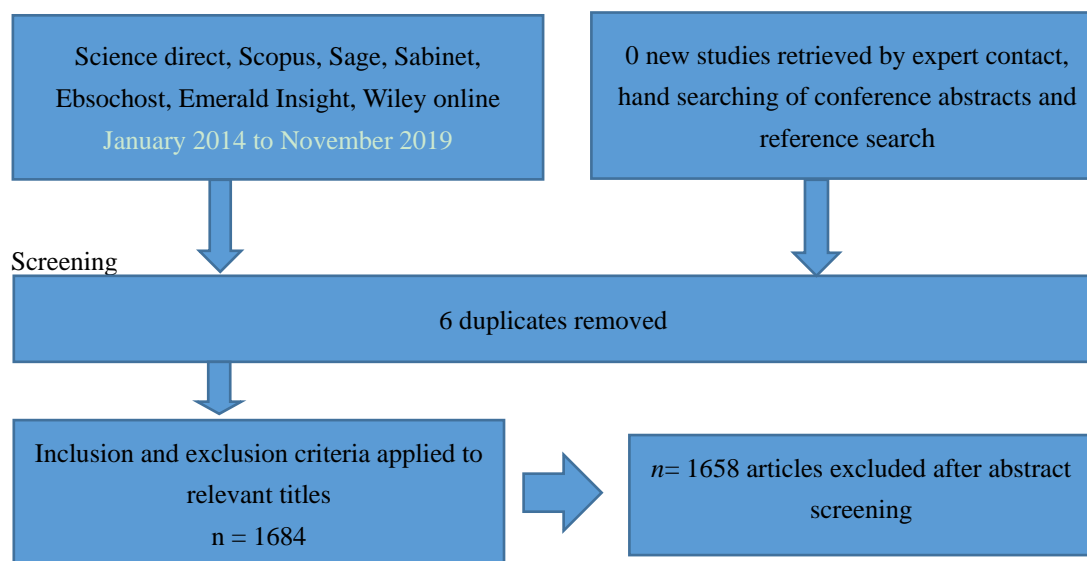 Science direct, Scopus, Sage, Sabinet,
Ebsochost, Emerald Insight, Wiley online
January 2014 to November 2019
0 new studies retrieved by expert contact,
hand searching of conference abstracts and
reference search
Screening
6 duplicates removed
Inclusion and exclusion criteria applied to
relevant titles
n = 1684
n= 1658 articles excluded after abstract
screening